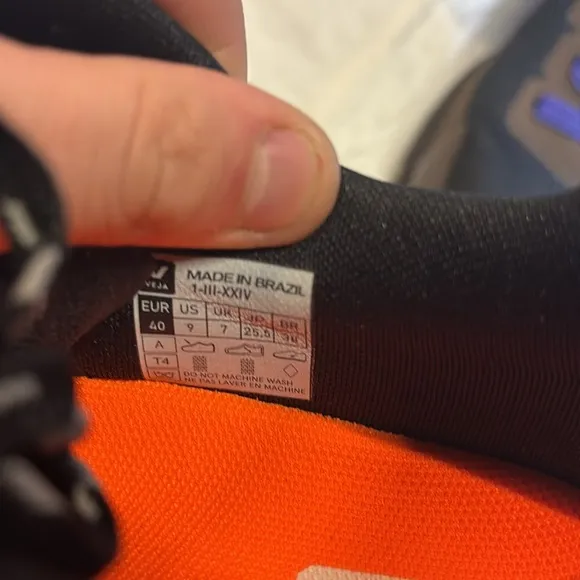 VEJA
MADE IN BRAZIL
1-III-XXIV
EUR US UK JP BR
40 9 7 25.5 38
A
T4
DO NOT MACHINE WASH
NE PAS LAVER EN MACHINE